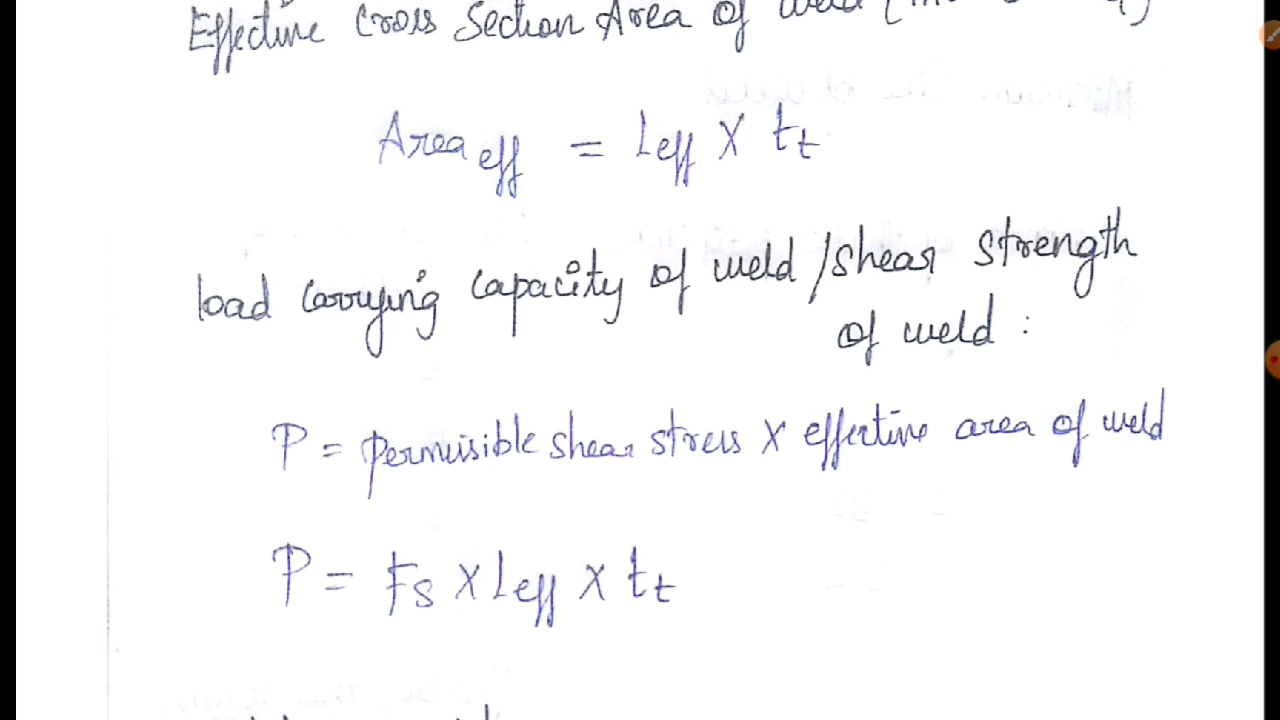 Effective Cross Section Area of weld
Area eff = Leff X tt
load carrying capacity of weld /shear strength
of weld :
P = permissible shear stress X effective area of weld
P = Fs X Leff X tt